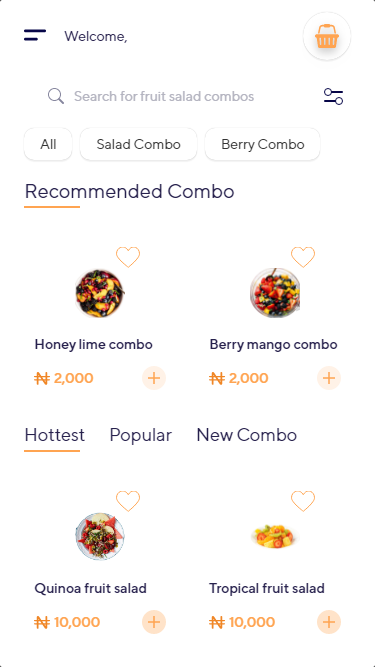 Welcome,
Search for fruit salad combos
All Salad Combo Berry Combo
Recommended Combo
Honey lime combo Berry mango combo
₦ 2,000 ₦ 2,000
Hottest Popular New Combo
Quinoa fruit salad Tropical fruit salad
₦ 10,000 ₦ 10,000